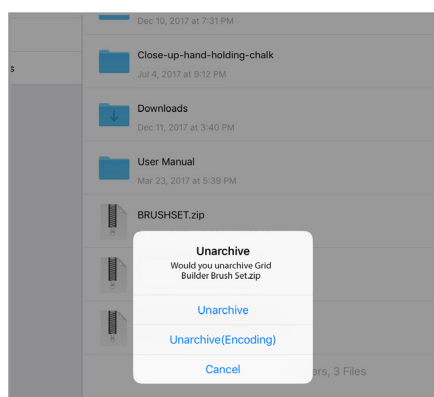 Dec 10, 2017 at 7:31 PM
Close-up-hand-holding-chalk
s
Jul 4, 2017 at 9:12 PM
Downloads
Dec 11, 2017 at 3:40 PM
User Manual
Mar 23, 2017 at 5:39 PM
BRUSHSET.zip
Unarchive
Would you unarchive Grid
Builder Brush Set.zip
Unarchive
Unarchive(Encoding)
Cancel
ers, 3 Files